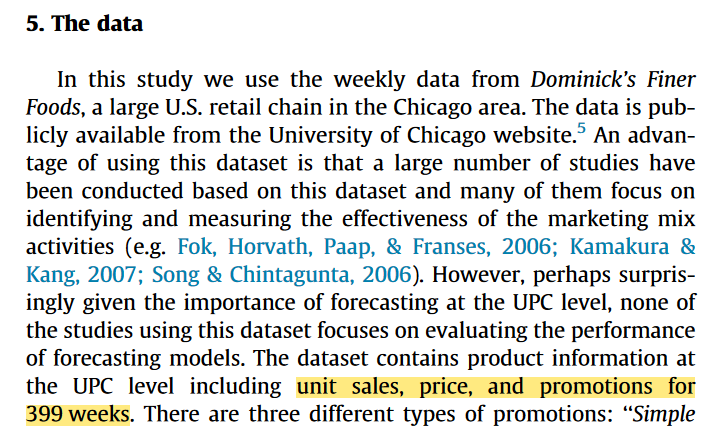 5. The data
In this study we use the weekly data from Dominick's Finer
Foods, a large U.S. retail chain in the Chicago area. The data is pub-
licly available from the University of Chicago website.5 An advan-
tage of using this dataset is that a large number of studies have
been conducted based on this dataset and many of them focus on
identifying and measuring the effectiveness of the marketing mix
activities (e.g. Fok, Horvath, Paap, & Franses, 2006; Kamakura &
Kang, 2007; Song & Chintagunta, 2006). However, perhaps surpris-
ingly given the importance of forecasting at the UPC level, none of
the studies using this dataset focuses on evaluating the performance
of forecasting models. The dataset contains product information at
the UPC level including unit sales, price, and promotions for
399 weeks. There are three different types of promotions: "Simple